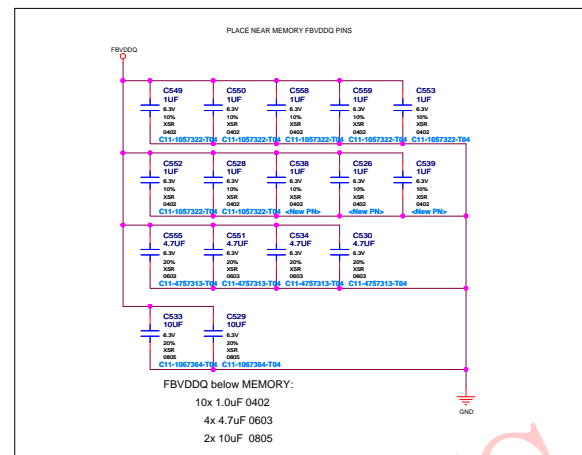 PLACE NEAR MEMORY FBVDDQ PINS
FBVDDQ
C549 C550 C558 C559 C553
1UF 1UF 1UF 1UF 1UF
6.3V 6.3V 6.3V 6.3V 6.3V
10% 10% 10% 10% 10%
X5R X5R X5R X5R X5R
0402 0402 0402 0402 0402
C11-1057322-T04 C11-1057322-T04 C11-1057322-T04 C11-1057322-T04 C11-1057322-T04
C552 C528 C538 C526 C539
1UF 1UF 1UF 1UF 1UF
6.3V 6.3V 6.3V 6.3V 6.3V
10% 10% 10% 10% 10%
X5R X5R X5R X5R X5R
0402 0402 0402 0402 0402
C11-1057322-T04 C11-1057322-T04 <New PN> <New PN> <New PN>
C555 C551 C534 C530
4.7UF 4.7UF 4.7UF 4.7UF
6.3V 6.3V 6.3V 6.3V
20% 20% 20% 20%
X5R X5R X5R X5R
0603 0603 0603 0603
C11-4757313-T04 C11-4757313-T04 C11-4757313-T04 C11-4757313-T04
C533 C529
10UF 10UF
6.3V 6.3V
20% 20%
X5R X5R
0805 0805
C11-1067364-T04 C11-1067364-T04
FBVDDQ below MEMORY:
10x 1.0uF 0402
4x 4.7uF 0603
2x 10uF 0805
GND